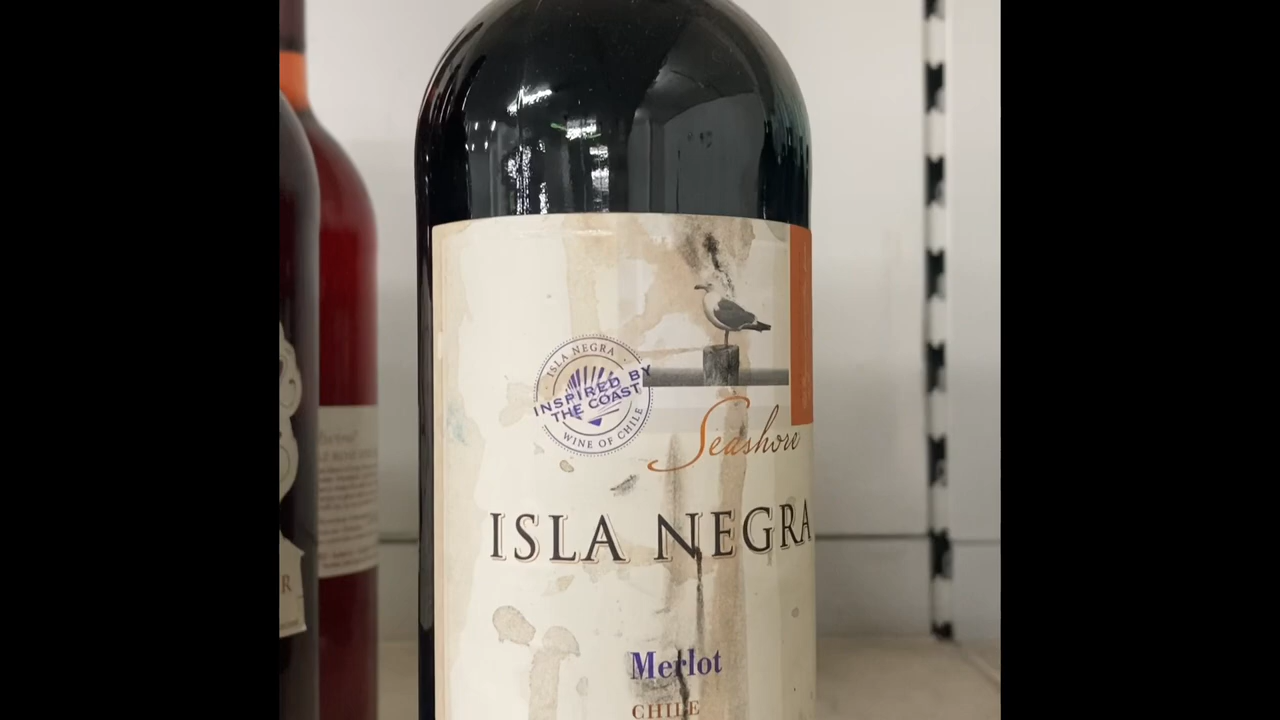 ISLA NEGRA
INSPIRED BY
THE COAST
WINE OF CHILE
Seashore
ISLA NEGRA
Merlot
CHILE
R